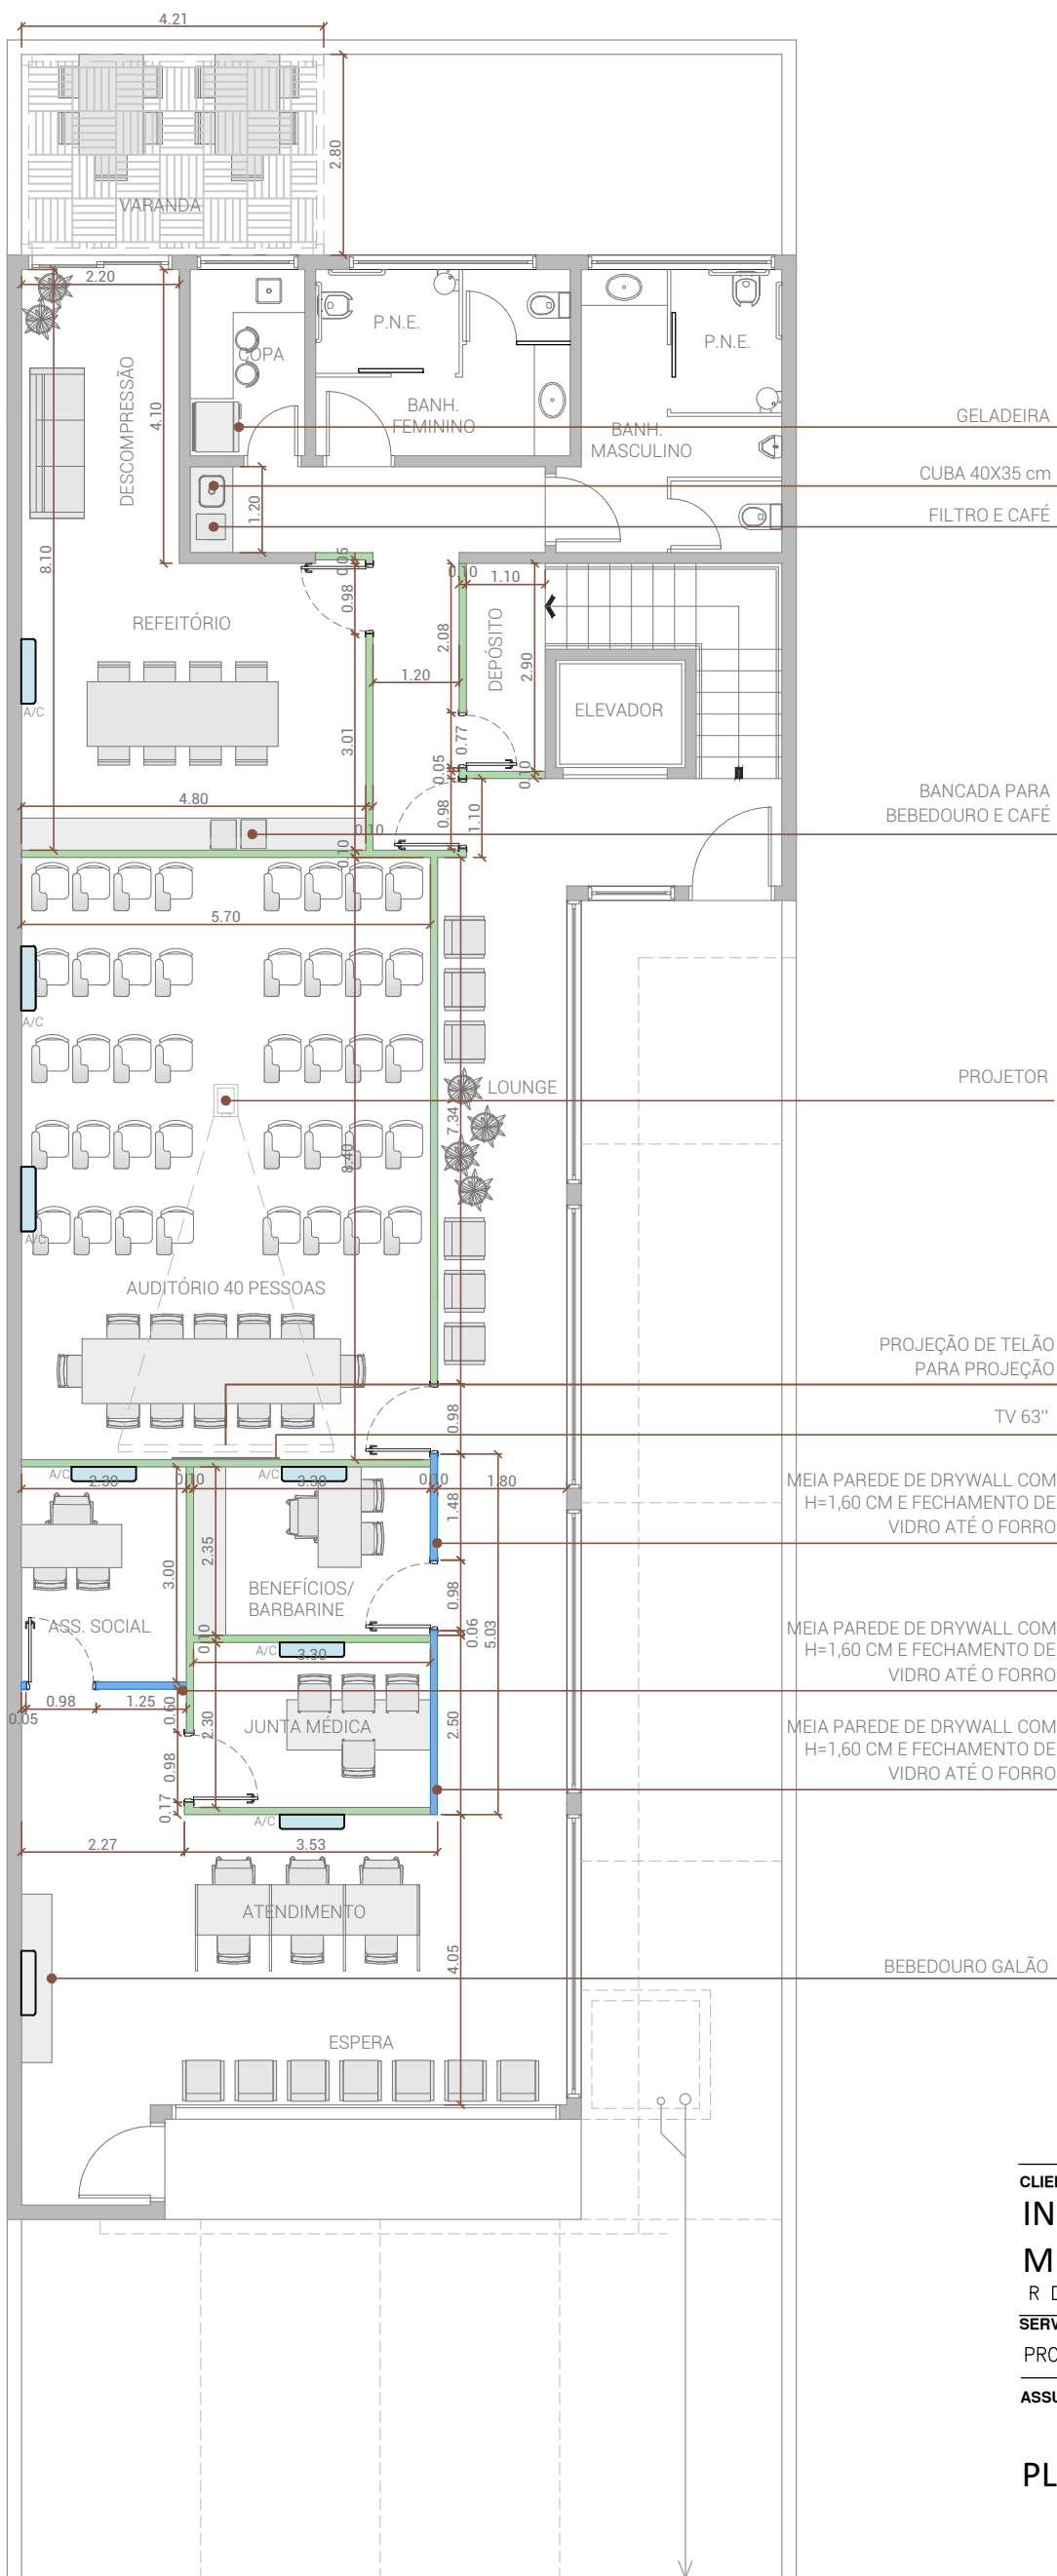 4.21
2.80
VARANDA
2.20
4.10
8.10
DESCOMPRESSÃO
COPA
P.N.E.
P.N.E.
BANH.
FEMININO
BANH.
MASCULINO
GELADEIRA
CUBA 40X35 cm
FILTRO E CAFÉ
1.20
0.05
0.98
0.10
1.10
REFEITÓRIO
2.08
DEPÓSITO
2.90
1.20
ELEVADOR
A/C
3.01
0.77
0.05
0.10
4.80
0.98
1.10
0.10
0.10
BANCADA PARA
BEBEDOURO E CAFÉ
5.70
A/C
LOUNGE
PROJETOR
7.34
8.40
A/C
AUDITÓRIO 40 PESSOAS
PROJEÇÃO DE TELÃO
PARA PROJEÇÃO
0.98
TV 63"
A/C
2.30
0.10
A/C
3.30
0.10
1.80
1.48
MEIA PAREDE DE DRYWALL COM
H=1,60 CM E FECHAMENTO DE
VIDRO ATÉ O FORRO
2.35
3.00
BENEFÍCIOS/
BARBARINE
0.98
ASS. SOCIAL
0.10
0.06
5.03
A/C
3.30
MEIA PAREDE DE DRYWALL COM
H=1,60 CM E FECHAMENTO DE
VIDRO ATÉ O FORRO
0.05
0.98
1.25
0.60
2.30
JUNTA MÉDICA
2.50
MEIA PAREDE DE DRYWALL COM
H=1,60 CM E FECHAMENTO DE
VIDRO ATÉ O FORRO
0.98
0.17
A/C
2.27
3.53
ATENDIMENTO
4.05
BEBEDOURO GALÃO
ESPERA
CLIE
IN
M
R D
SERV
PRO
ASSU
PL